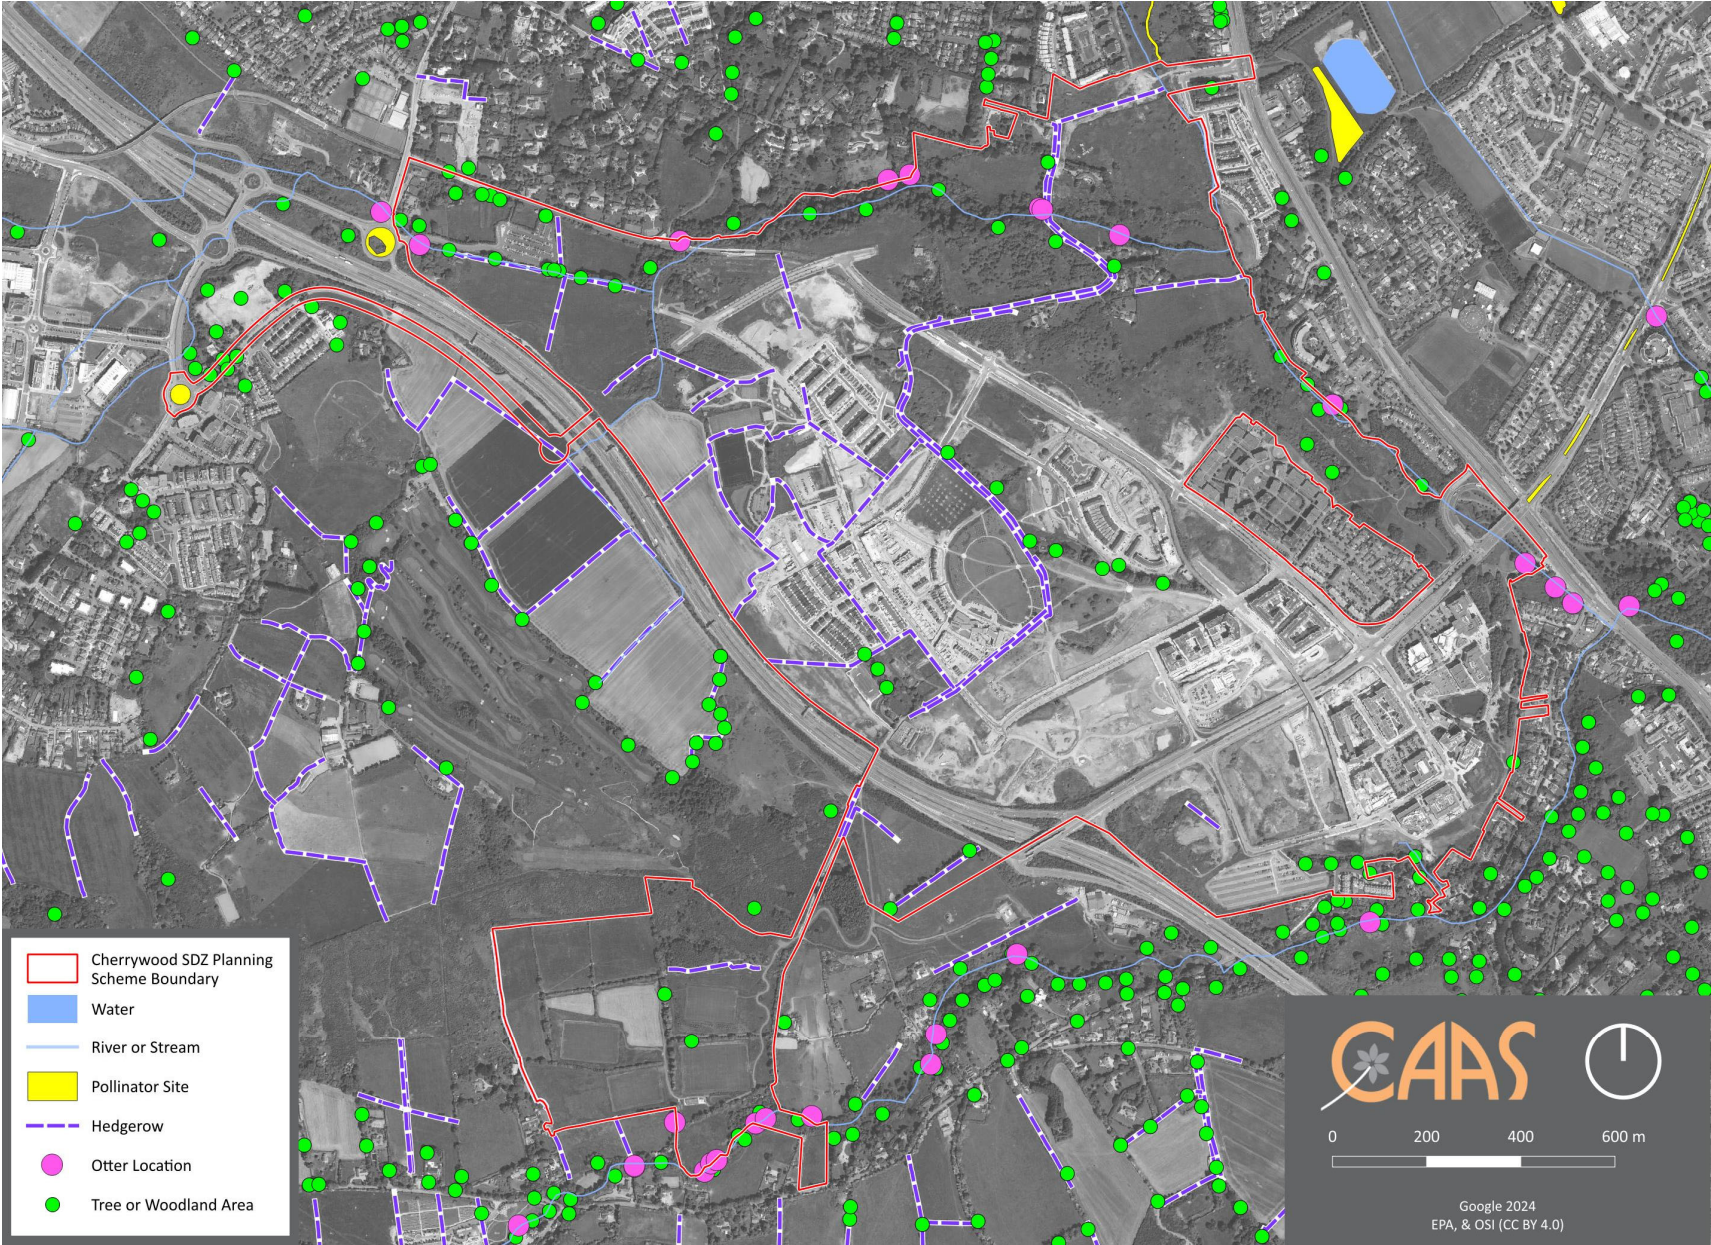 Cherrywood SDZ Planning
Scheme Boundary
Water
River or Stream
Pollinator Site
Hedgerow
Otter Location
Tree or Woodland Area
CAAS
0 200 400 600 m
Google 2024
EPA, & OSI (CC BY 4.0)